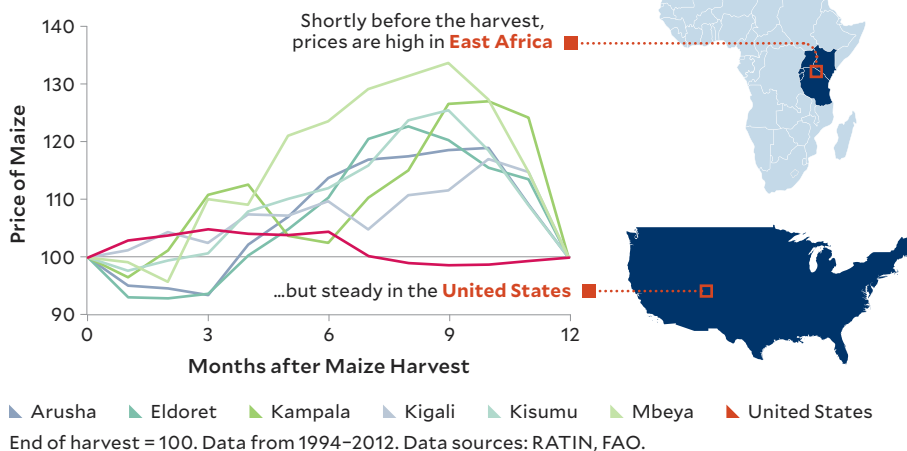 Shortly before the harvest,
prices are high in East Africa
140
130
120
110
100
90
Price of Maize
...but steady in the United States
0 3 6 9 12
Months after Maize Harvest
Arusha Eldoret Kampala Kigali Kisumu Mbeya United States
End of harvest = 100. Data from 1994–2012. Data sources: RATIN, FAO.